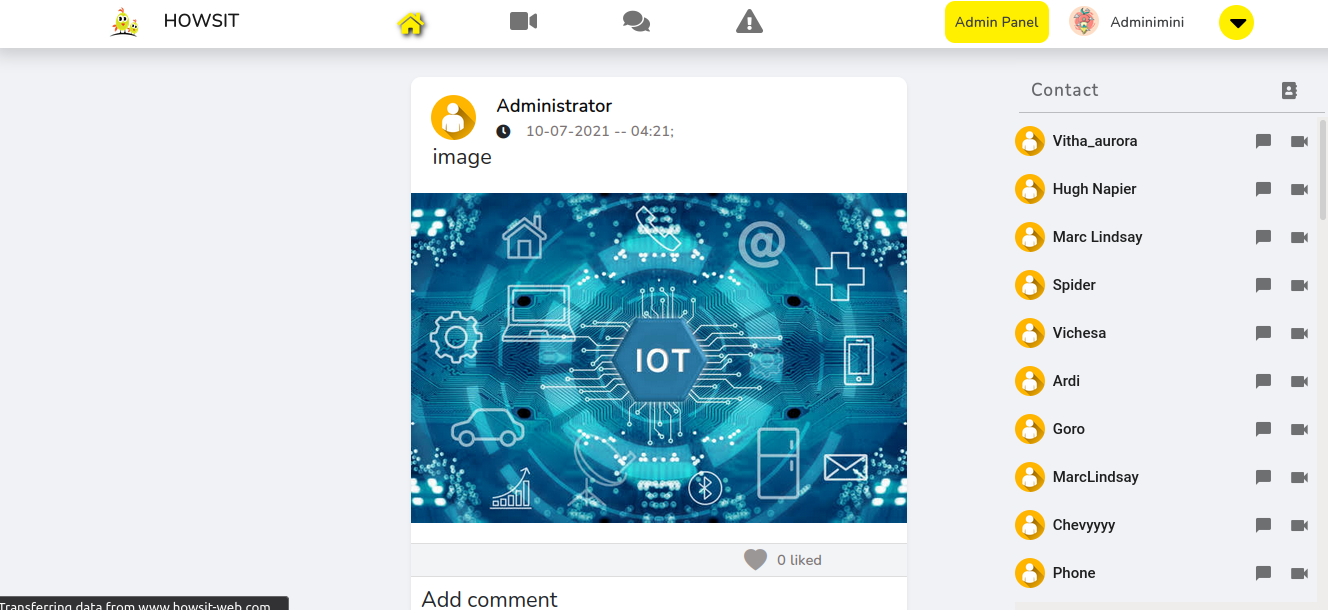 HOWSIT
Admin Panel
Adminimini
Administrator
10-07-2021 -- 04:21;
image
@
IOT
0 liked
Add comment
Contact
Vitha_aurora
Hugh Napier
Marc Lindsay
Spider
Vichesa
Ardi
Goro
MarcLindsay
Chevyyyy
Phone
Transferring data from www.howsit-web.com...